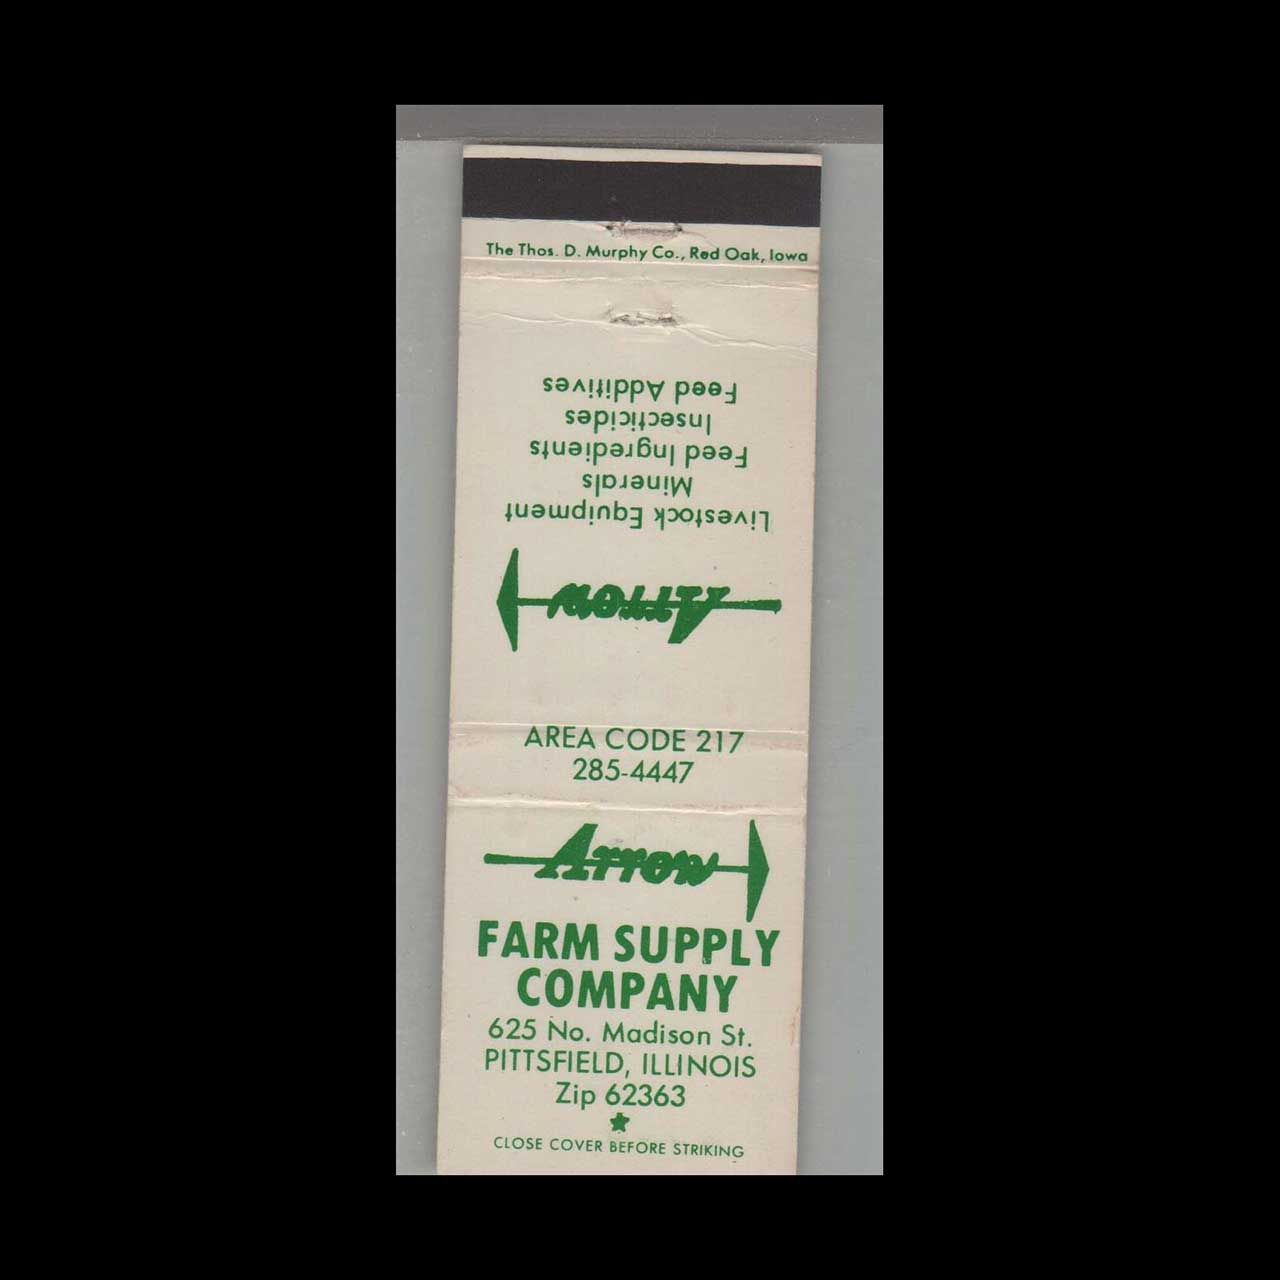 The Thos. D. Murphy Co., Red Oak, Iowa
Arrow
Livestock Equipment
Minerals
Feed Ingredients
Insecticides
Feed Additives
AREA CODE 217
285-4447
Arrow
FARM SUPPLY
COMPANY
625 No. Madison St.
PITTSFIELD, ILLINOIS
Zip 62363
CLOSE COVER BEFORE STRIKING